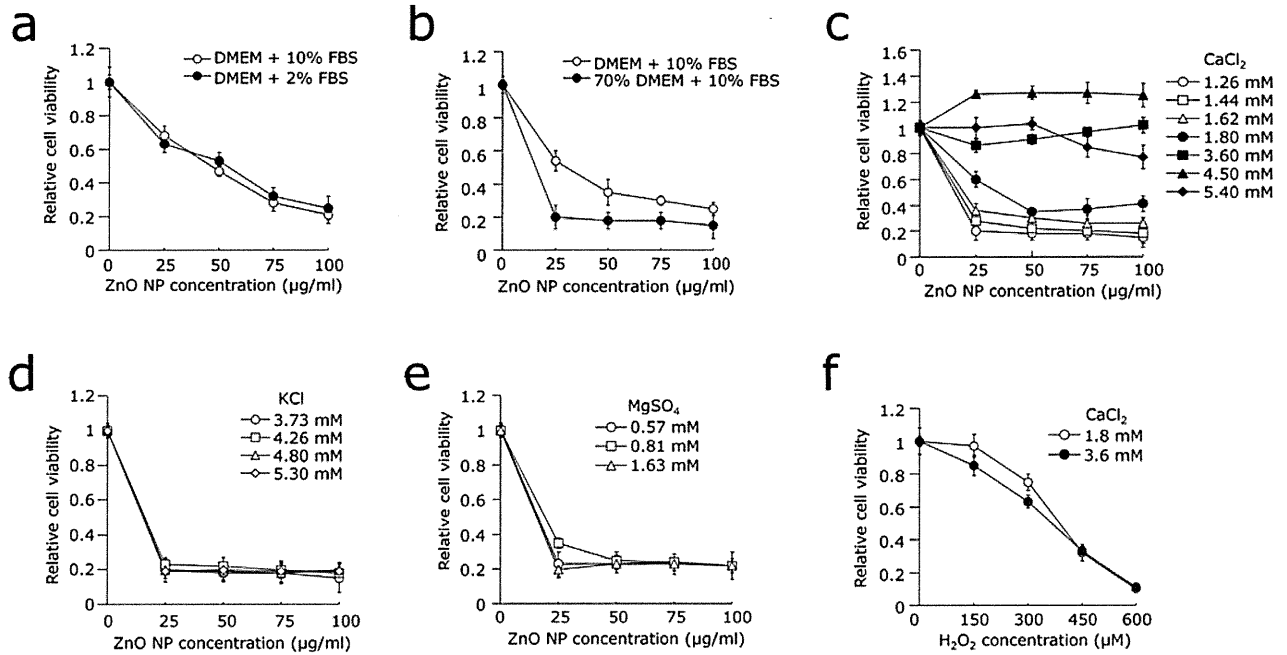 a
Relative cell viability
1.2
1
0.8
0.6
0.4
0.2
0
DMEM + 10% FBS
DMEM + 2% FBS
0 25 50 75 100
ZnO NP concentration (µg/ml)
b
Relative cell viability
1.2
1
0.8
0.6
0.4
0.2
0
DMEM + 10% FBS
70% DMEM + 10% FBS
0 25 50 75 100
ZnO NP concentration (µg/ml)
c
Relative cell viability
1.6
1.4
1.2
1
0.8
0.6
0.4
0.2
0
CaCl₂
1.26 mM
1.44 mM
1.62 mM
1.80 mM
3.60 mM
4.50 mM
5.40 mM
0 25 50 75 100
ZnO NP concentration (µg/ml)
d
Relative cell viability
1.2
1
0.8
0.6
0.4
0.2
0
KCl
3.73 mM
4.26 mM
4.80 mM
5.30 mM
0 25 50 75 100
ZnO NP concentration (µg/ml)
e
Relative cell viability
1.2
1
0.8
0.6
0.4
0.2
0
MgSO₄
0.57 mM
0.81 mM
1.63 mM
0 25 50 75 100
ZnO NP concentration (µg/ml)
f
Relative cell viability
1.2
1
0.8
0.6
0.4
0.2
0
CaCl₂
1.8 mM
3.6 mM
0 150 300 450 600
H₂O₂ concentration (µM)